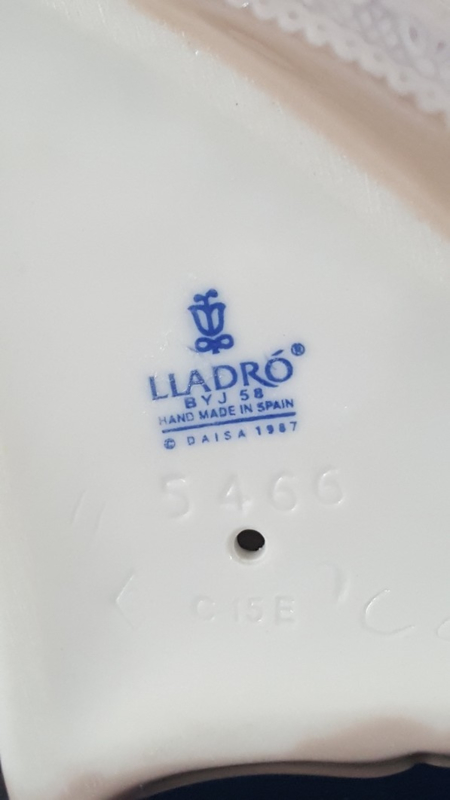 LLADRÓ®
BYJ 58
HAND MADE IN SPAIN
© DAISA 1987
5466
C 15 E